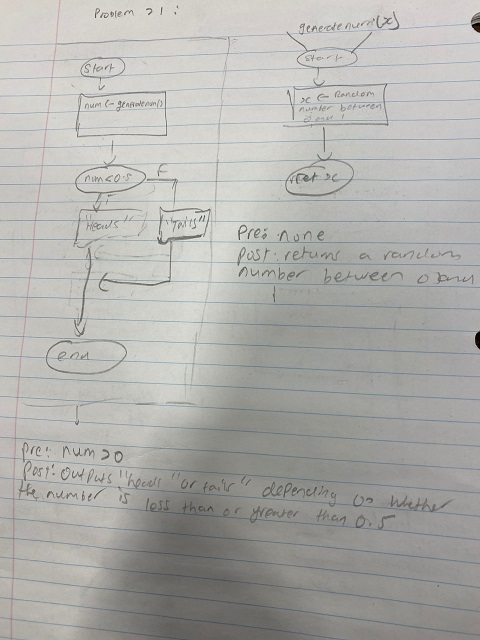 Problem 21:
generatenum(x)
Start
num ← generatenum()
num<0.5
F
T
"Heads"
"Tails"
end
Start
x ← Random
number between
0 and 1
ret x
Pre: none
Post: returns a random
number between 0 and
1
Pre: num>0
Post: Outputs "heads" or tails" depending on whether
the number is less than or greater than 0.5